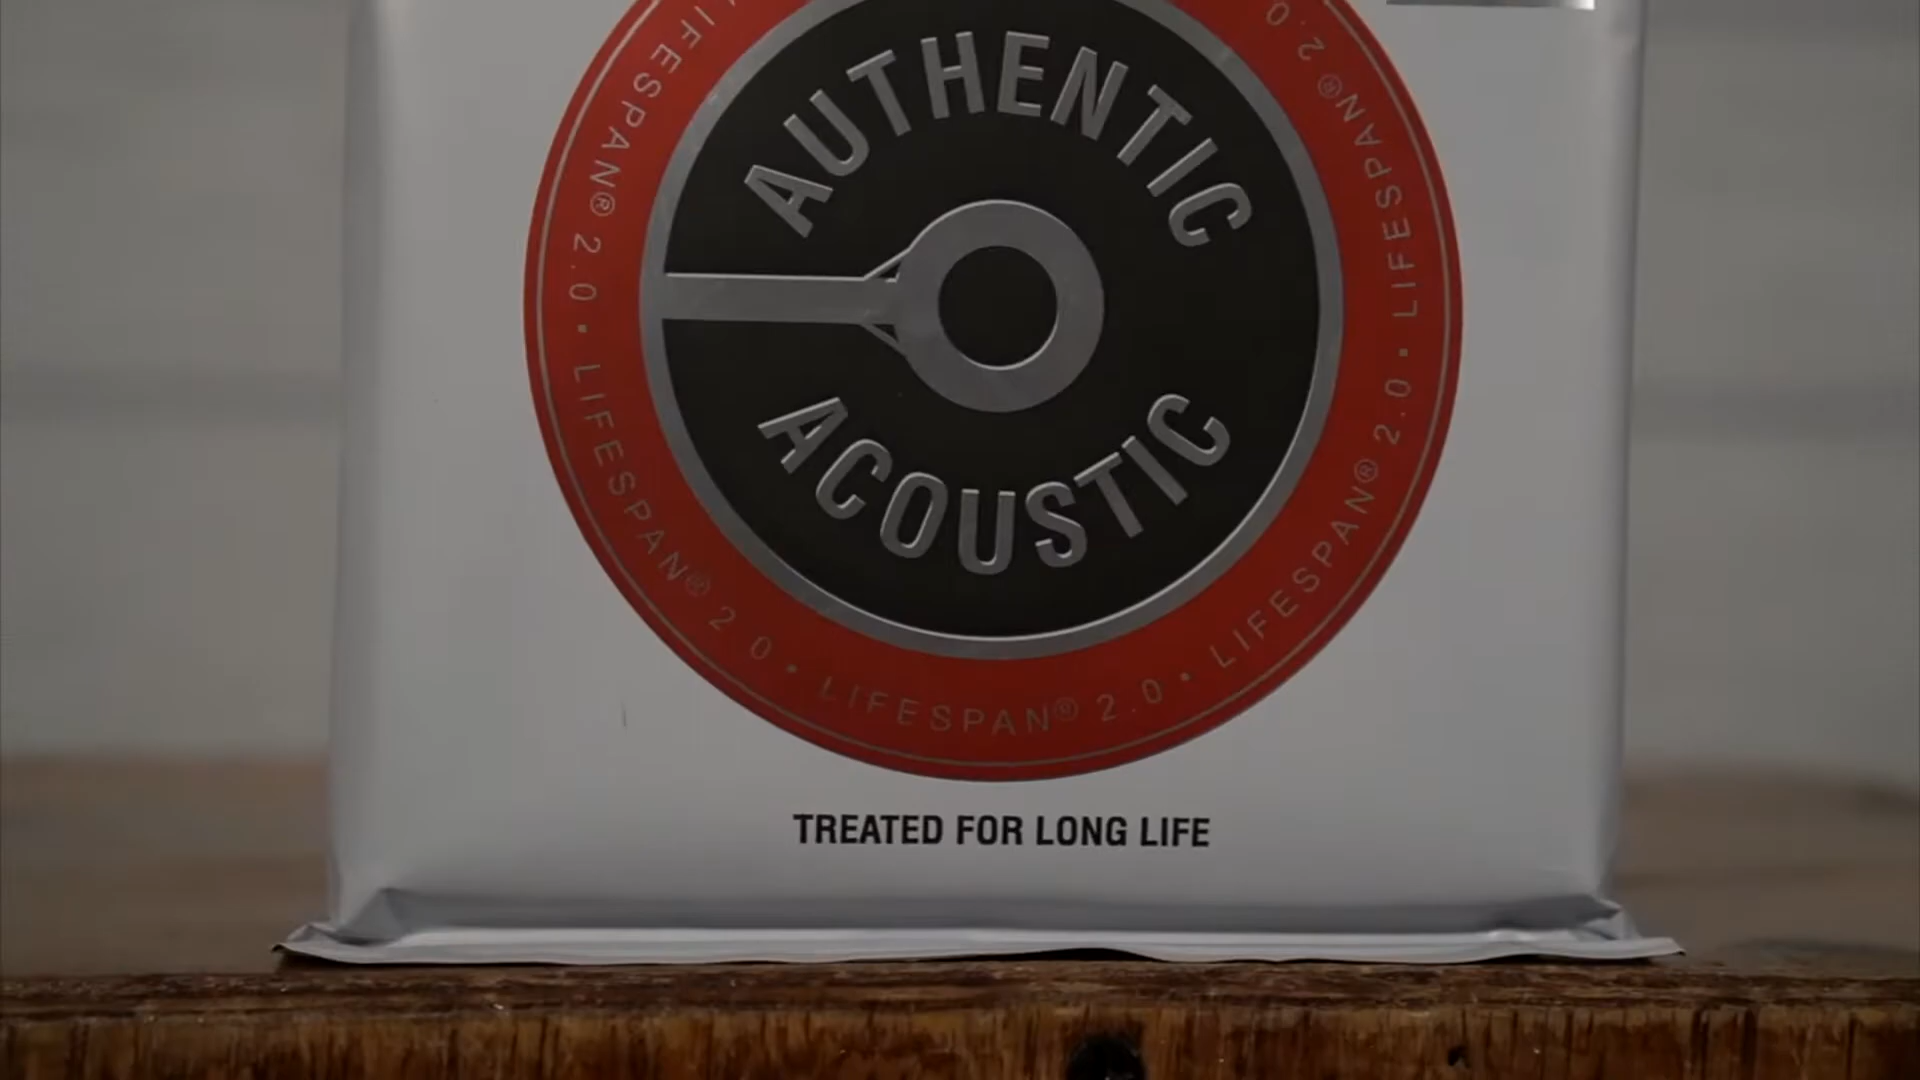 AUTHENTIC
ACOUSTIC
LIFESPAN® 2.0 • LIFESPAN® 2.0 • LIFESPAN® 2.0 • LIFESPAN® 2.0 • LIFESPAN® 2.0
TREATED FOR LONG LIFE